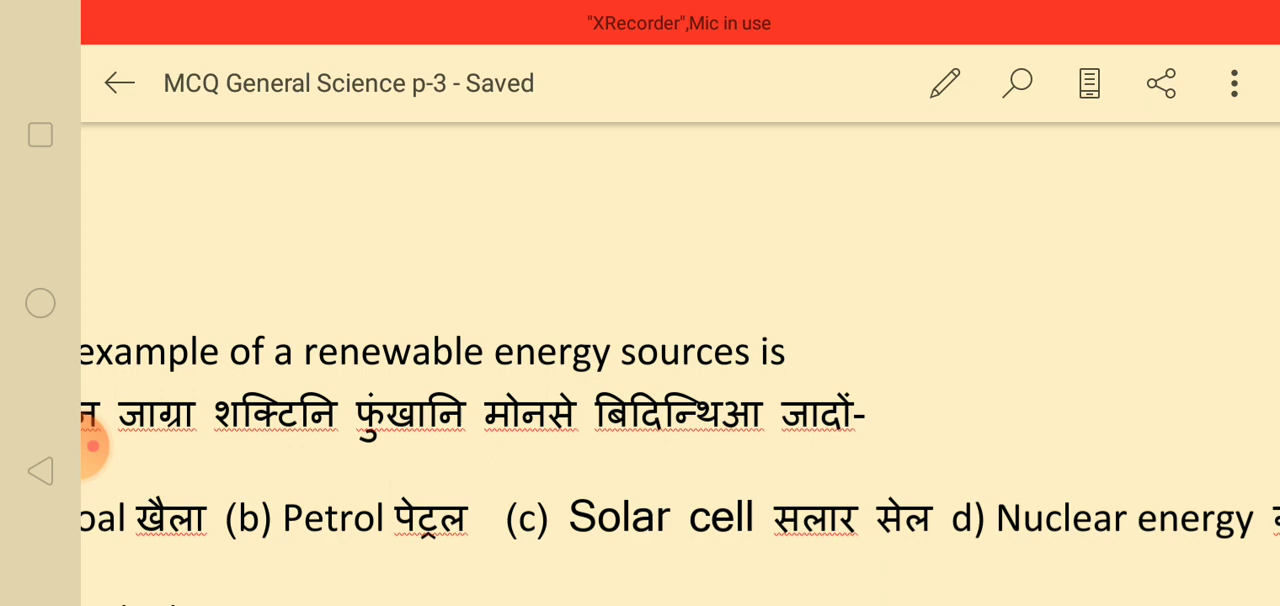 "XRecorder",Mic in use
MCQ General Science p-3 - Saved
example of a renewable energy sources is
जाग्रा शक्टिनि फुंखानि मोनसे बिदिन्थिआ जादों-
खैला (b) Petrol पेट्रल (c) Solar cell सलार सेल d) Nuclear energy